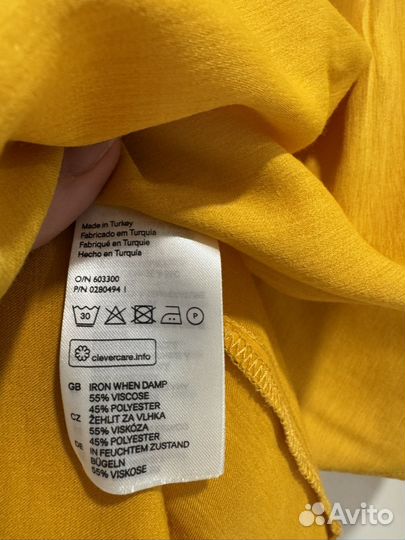 Made in Turkey
Fabricado em Turquia
Fabriqué en Turquie
Hecho en Turquía
O/N 603300
P/N 0280494 1
30 P
clevercare.info
GB IRON WHEN DAMP
55% VISCOSE
45% POLYESTER
CZ ŽEHLIT ZA VLHKA
55% VISKÓZA
45% POLYESTER
DE IN FEUCHTEM ZUSTAND
BÜGELN
55% VISKOSE
Avito